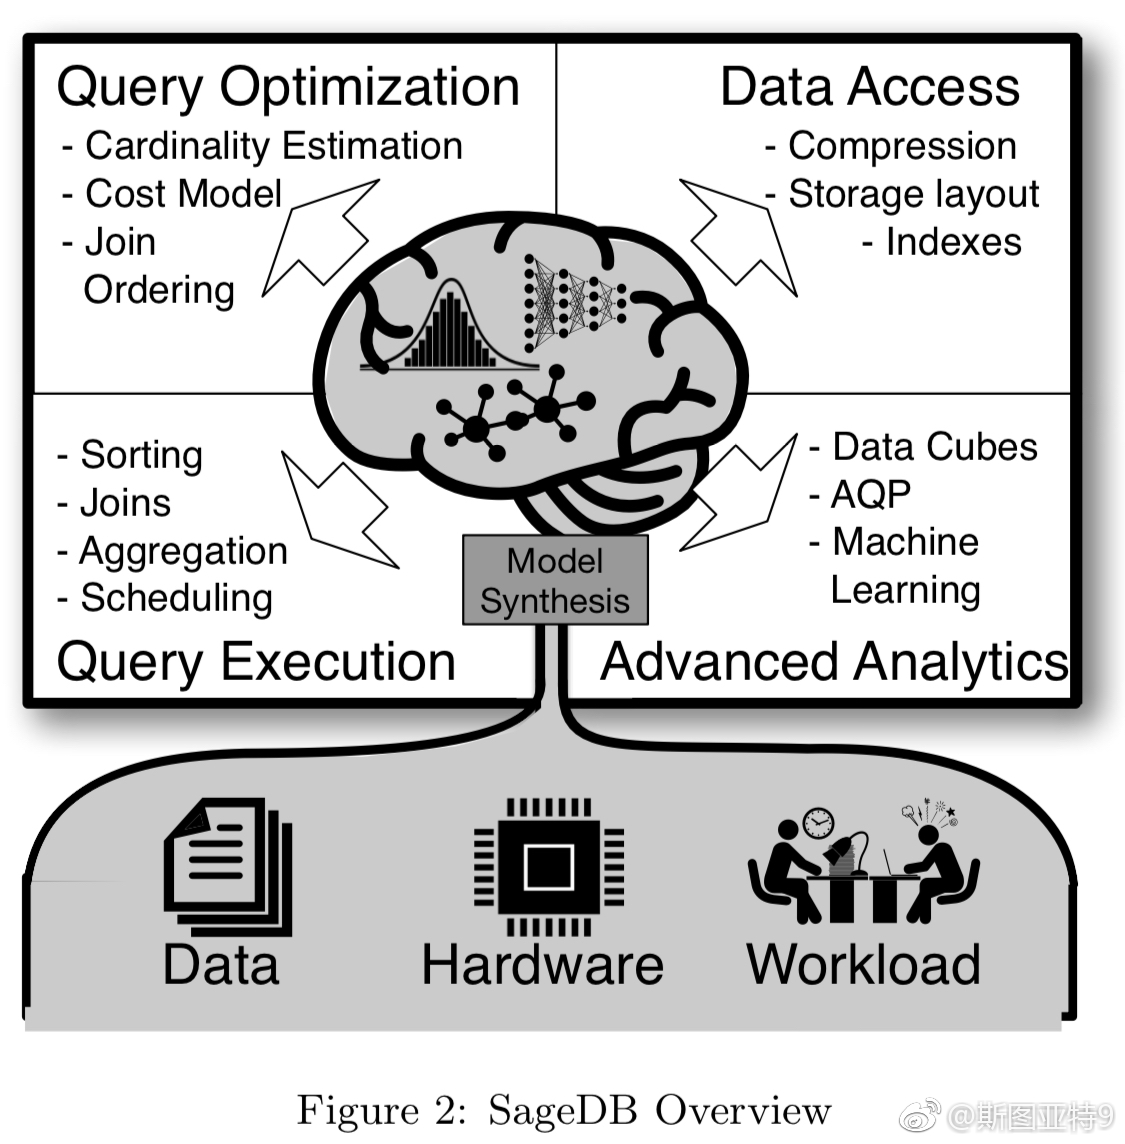 Query Optimization
- Cardinality Estimation
- Cost Model
- Join
Ordering
Data Access
- Compression
- Storage layout
- Indexes
- Sorting
- Joins
- Aggregation
- Scheduling
Query Execution
- Data Cubes
- AQP
- Machine
Learning
Advanced Analytics
Model
Synthesis
Data
Hardware
Workload
Figure 2: SageDB Overview
@斯图亚特9